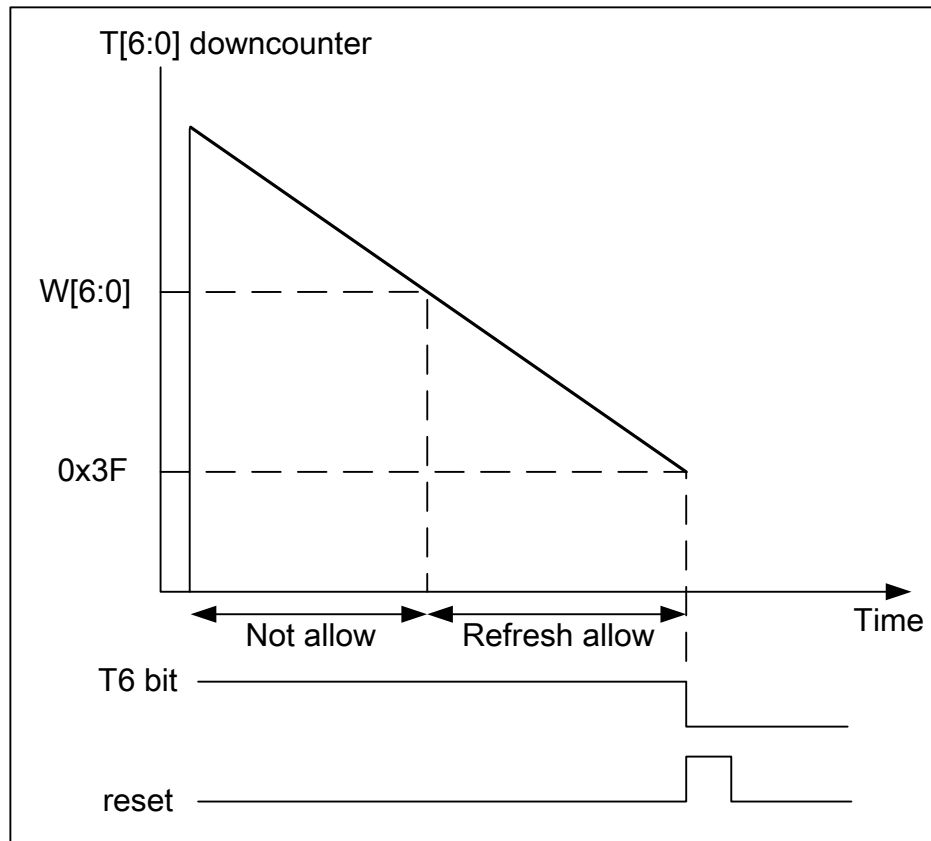 T[6:0] downcounter
W[6:0]
0x3F
Time
Not allow
Refresh allow
T6 bit
reset